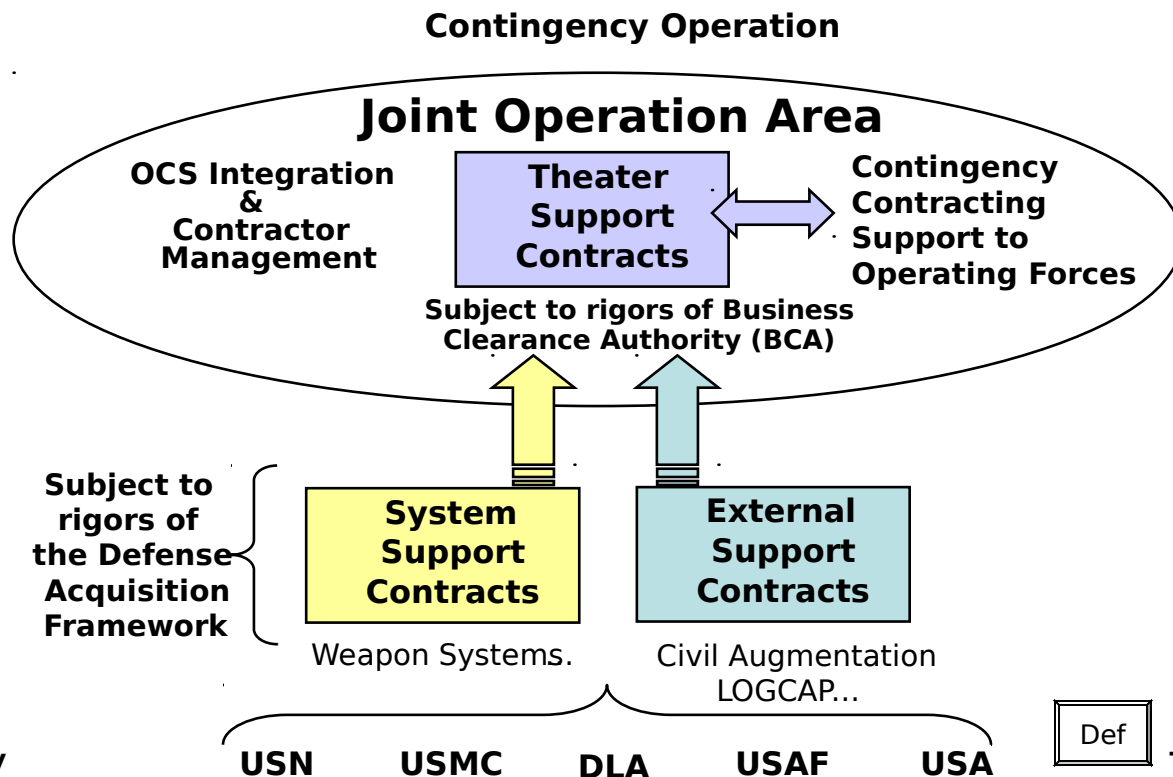 Contingency Operation
Joint Operation Area
OCS Integration
&
Contractor
Management
Theater
Support
Contracts
Contingency
Contracting
Support to
Operating Forces
Subject to rigors of Business
Clearance Authority (BCA)
Subject to
rigors of
the Defense
Acquisition
Framework
System
Support
Contracts
External
Support
Contracts
Weapon Systems..
Civil Augmentation
LOGCAP...
USN USMC DLA USAF USA
Def